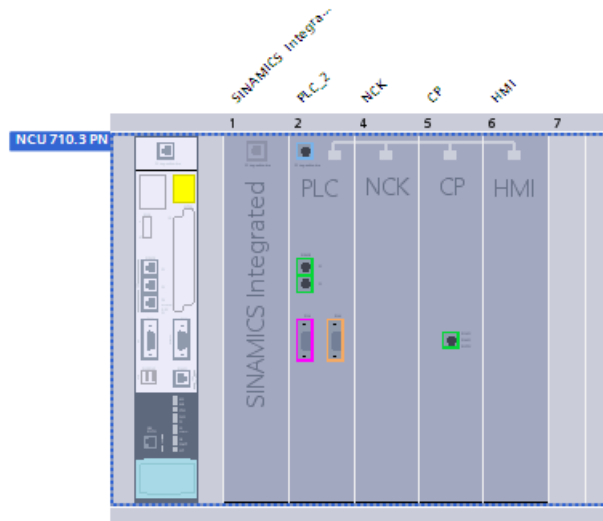 SINAMICS Integra...
PLC_2
NCK
CP
HMI
1 2 4 5 6 7
NCU 710.3 PN
SINAMICS Integrated
PLC
NCK
CP
HMI